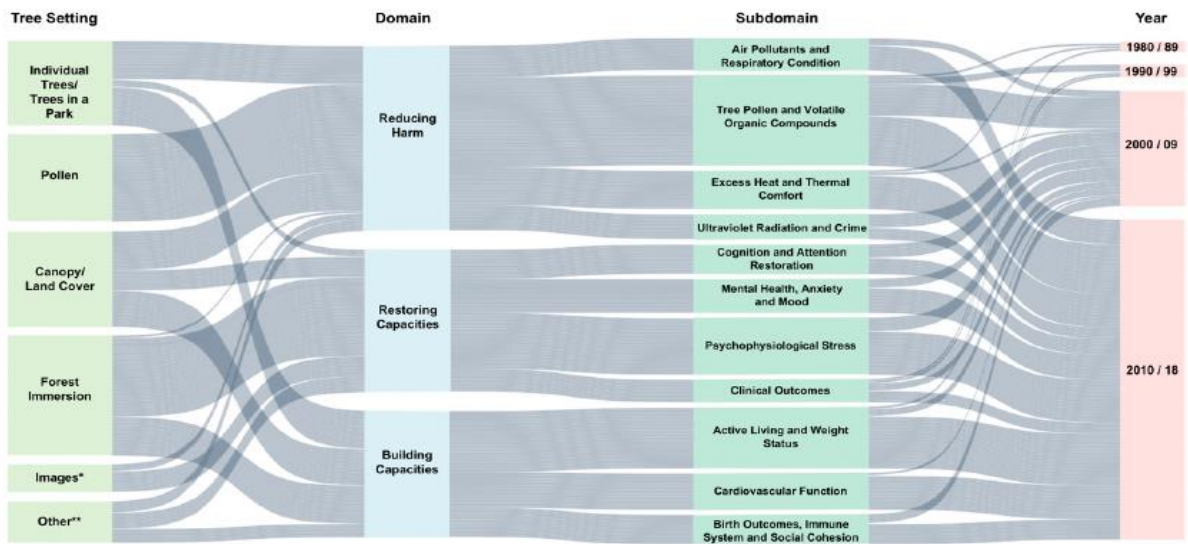 Tree Setting
Domain
Subdomain
Year
Individual
Trees/
Trees in a
Park
Pollen
Canopy/
Land Cover
Forest
Immersion
Images*
Other**
Reducing
Harm
Restoring
Capacities
Building
Capacities
Air Pollutants and
Respiratory Condition
Tree Pollen and Volatile
Organic Compounds
Excess Heat and Thermal
Comfort
Ultraviolet Radiation and Crime
Cognition and Attention
Restoration
Mental Health, Anxiety
and Mood
Psychophysiological Stress
Clinical Outcomes
Active Living and Weight
Status
Cardiovascular Function
Birth Outcomes, Immune
System and Social Cohesion
1980 / 89
1990 / 99
2000 / 09
2010 / 18